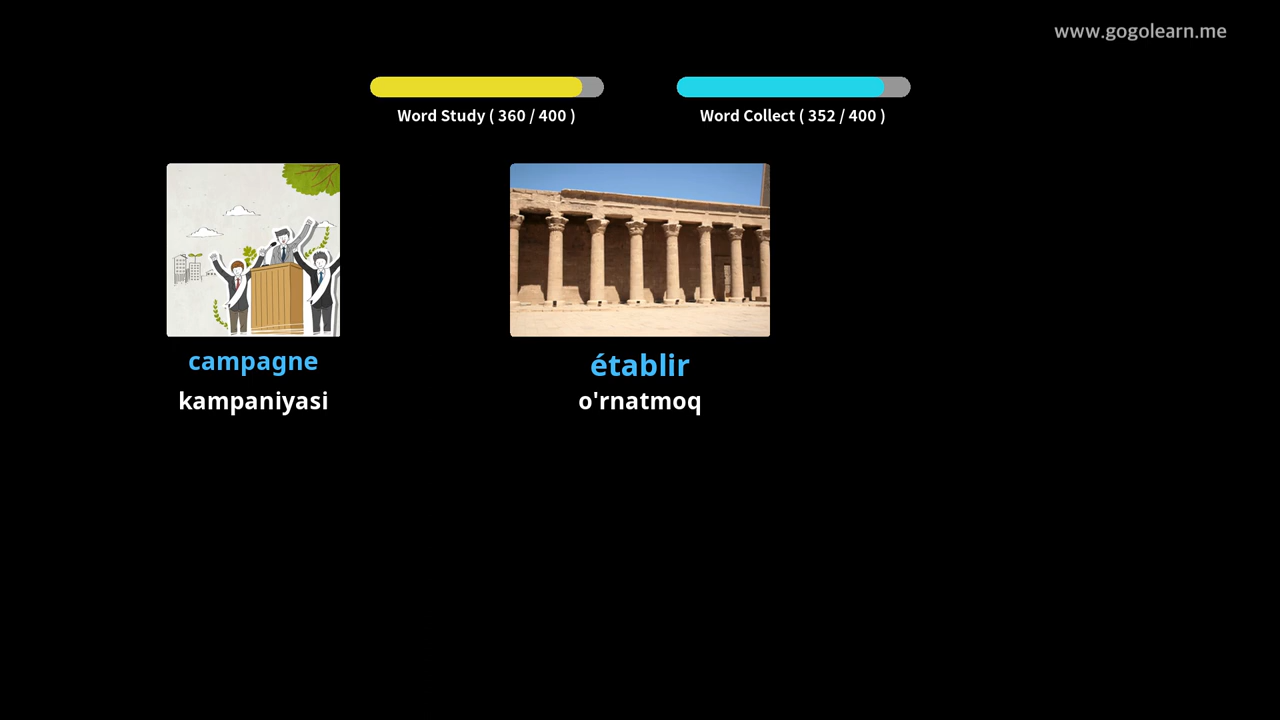 www.gogolearn.me
Word Study ( 360 / 400 )
Word Collect ( 352 / 400 )
campagne
kampaniyasi
établir
o'rnatmoq